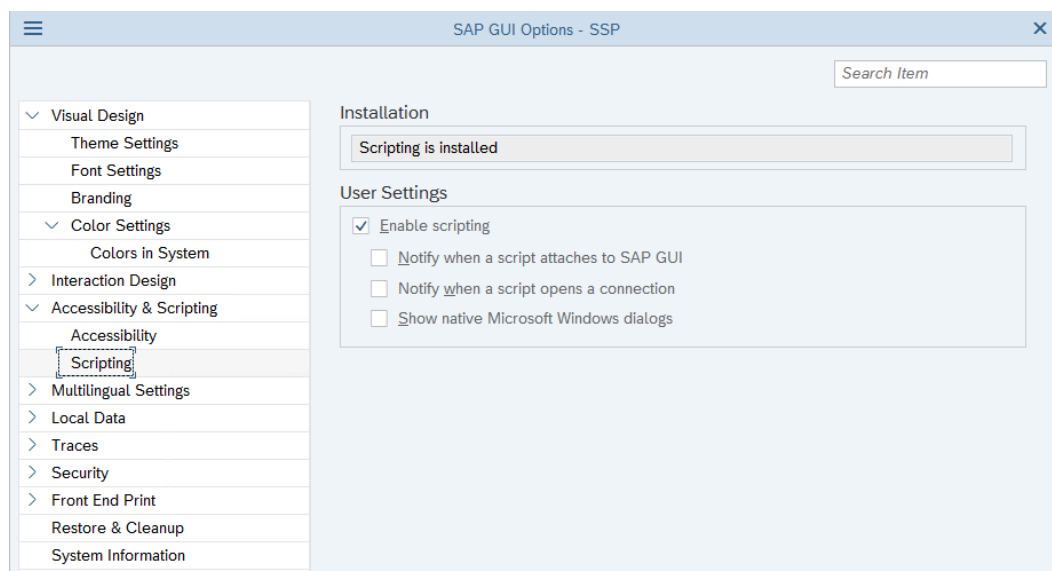 SAP GUI Options - SSP
Search Item
Visual Design
Theme Settings
Font Settings
Branding
Color Settings
Colors in System
Interaction Design
Accessibility & Scripting
Accessibility
Scripting
Multilingual Settings
Local Data
Traces
Security
Front End Print
Restore & Cleanup
System Information
Installation
Scripting is installed
User Settings
Enable scripting
Notify when a script attaches to SAP GUI
Notify when a script opens a connection
Show native Microsoft Windows dialogs